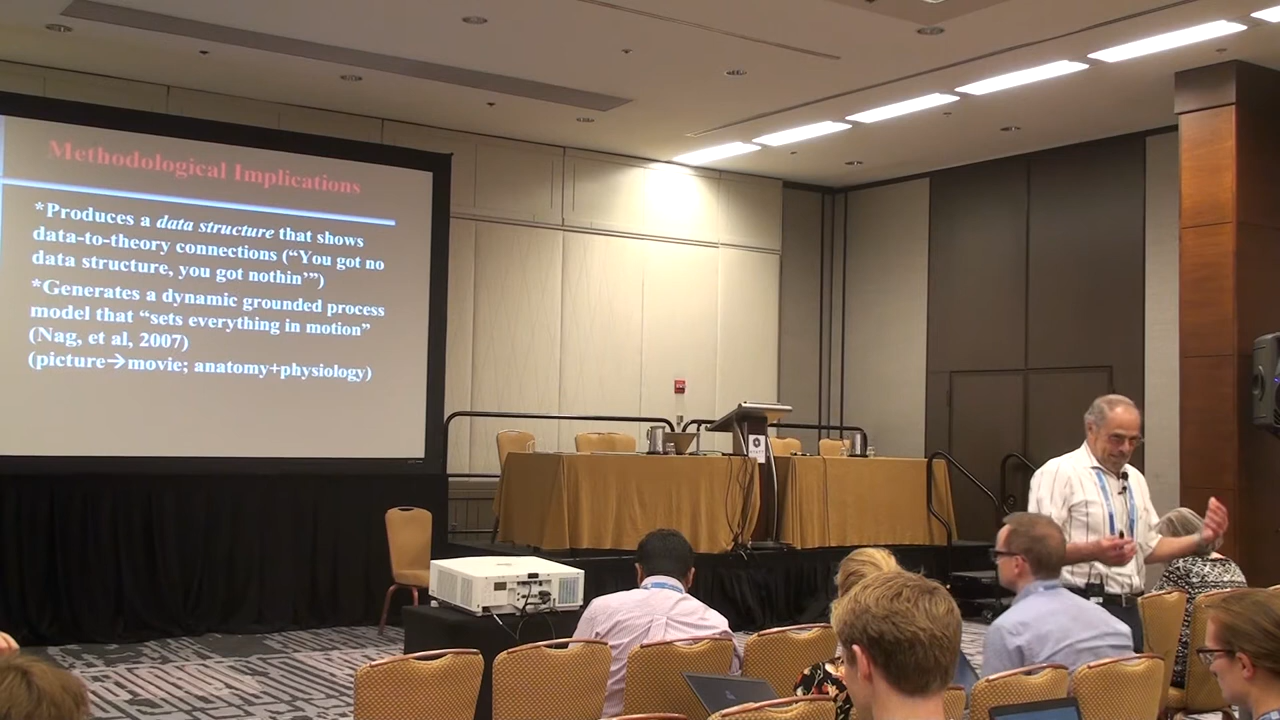 Methodological Implications
*Produces a data structure that shows
data-to-theory connections (“You got no
data structure, you got nothin’”)
*Generates a dynamic grounded process
model that “sets everything in motion”
(Nag, et al, 2007)
(picture→movie; anatomy+physiology)